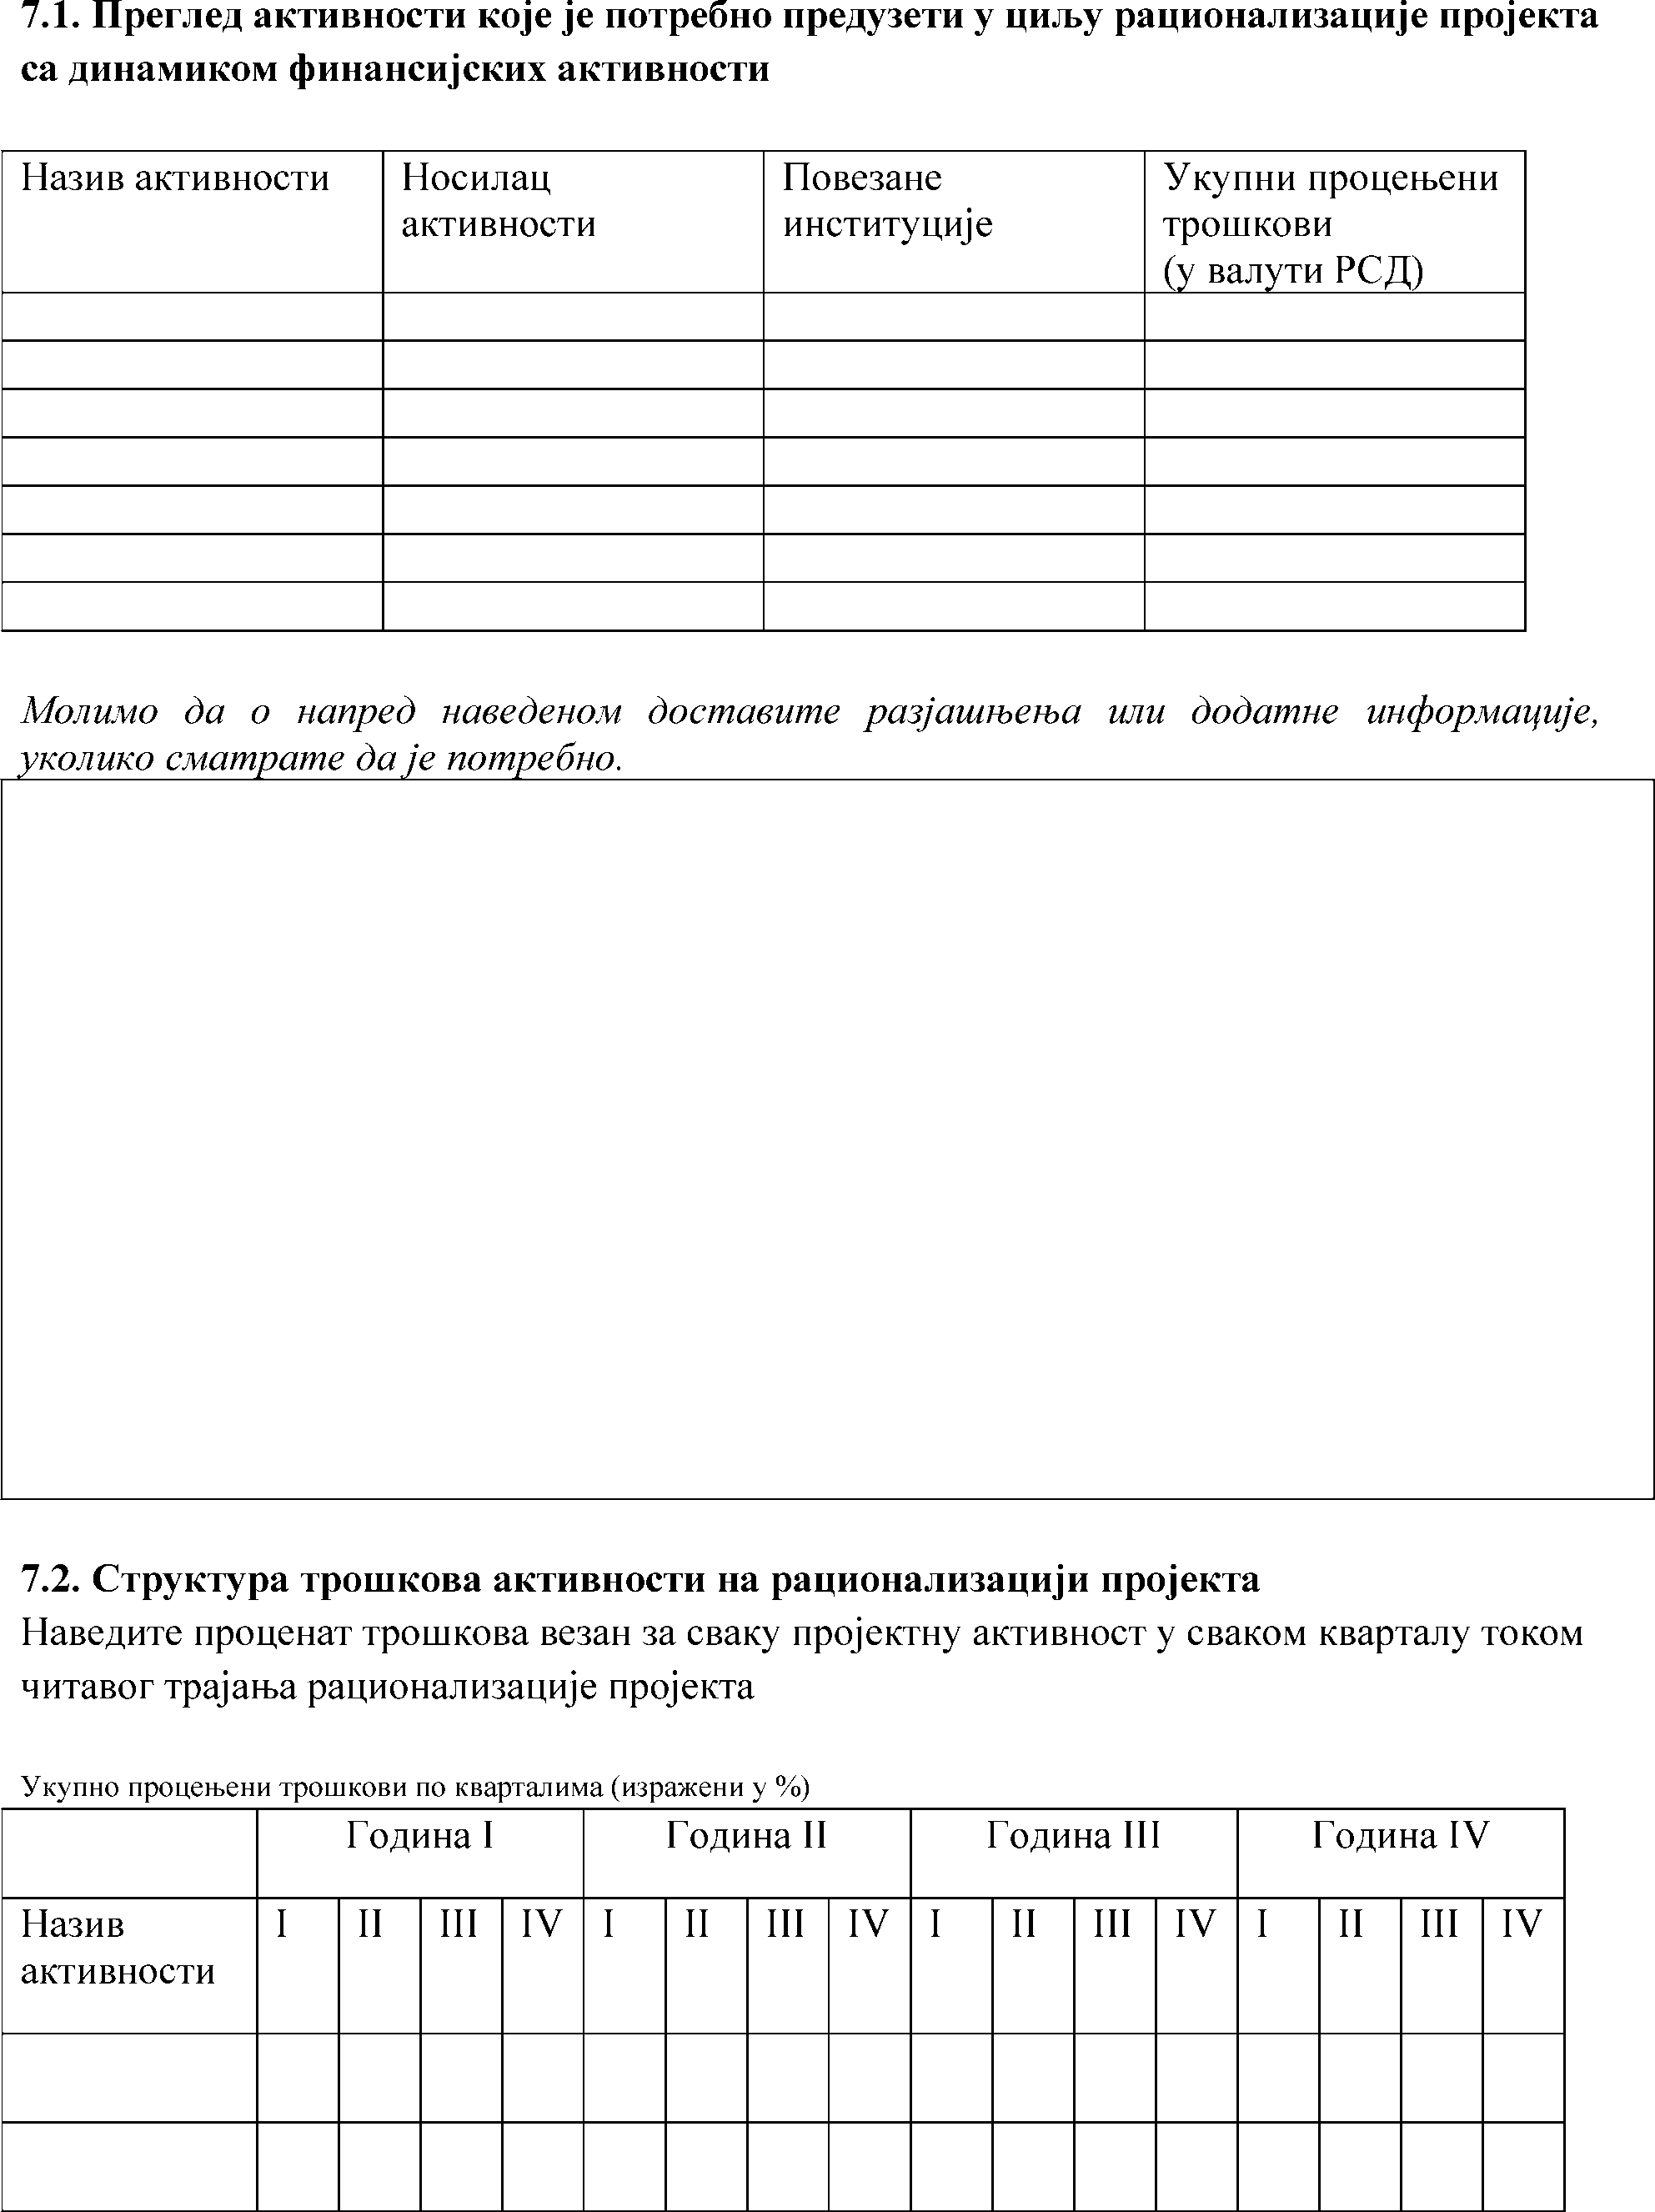 7.1. Преглед активности које је потребно предузети у циљу рационализације пројекта
са динамиком финансијских активности
Назив активности
Носилац
активности
Повезане
институције
Укупни процењени
трошкови
(у валути РСД)
Молимо да о напред наведеном доставите разјашњења или додатне информације,
уколико сматрате да је потребно.
7.2. Структура трошкова активности на рационализацији пројекта
Наведите проценат трошкова везан за сваку пројектну активност у сваком кварталу током
читавог трајања рационализације пројекта
Укупно процењени трошкови по кварталима (изражени у %)
Година I Година II Година III Година IV
Назив
активности
I II III IV I II III IV I II III IV I II III IV